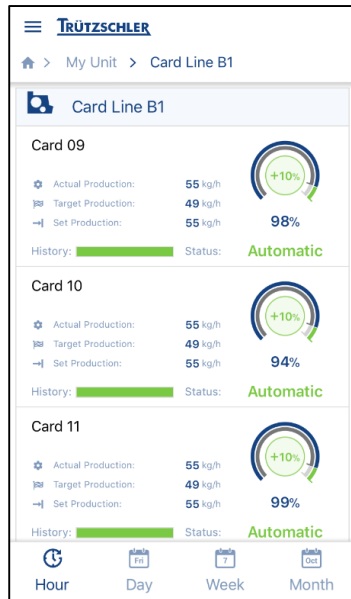 TRÜTZSCHLER
> My Unit > Card Line B1
Card Line B1
Card 09
Actual Production: 55 kg/h
Target Production: 49 kg/h
Set Production: 55 kg/h
+10%
98%
History: Status: Automatic
Card 10
Actual Production: 55 kg/h
Target Production: 49 kg/h
Set Production: 55 kg/h
+10%
94%
History: Status: Automatic
Card 11
Actual Production: 55 kg/h
Target Production: 49 kg/h
Set Production: 55 kg/h
+10%
99%
History: Status: Automatic
Fri 7 Oct
Hour Day Week Month